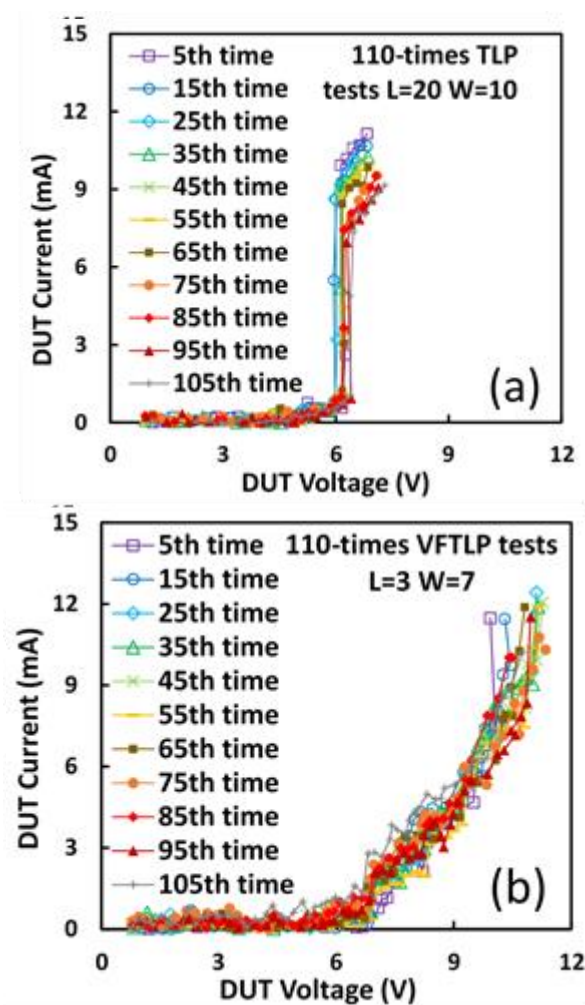 15
12
9
6
3
0
DUT Current (mA)
5th time
15th time
25th time
35th time
45th time
55th time
65th time
75th time
85th time
95th time
105th time
110-times TLP
tests L=20 W=10
(a)
0 3 6 9 12
DUT Voltage (V)
15
12
9
6
3
0
DUT Current (mA)
5th time
15th time
25th time
35th time
45th time
55th time
65th time
75th time
85th time
95th time
105th time
110-times VFTLP tests
L=3 W=7
(b)
0 3 6 9 12
DUT Voltage (V)